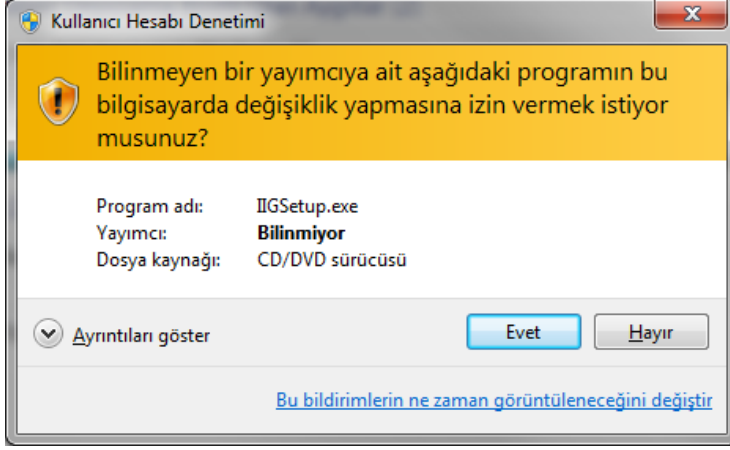 Kullanıcı Hesabı Denetimi
Bilinmeyen bir yayımcıya ait aşağıdaki programın bu
bilgisayarda değişiklik yapmasına izin vermek istiyor
musunuz?
Program adı: IIGSetup.exe
Yayımcı: Bilinmiyor
Dosya kaynağı: CD/DVD sürücüsü
Ayrıntıları göster Evet Hayır
Bu bildirimlerin ne zaman görüntüleneceğini değiştir